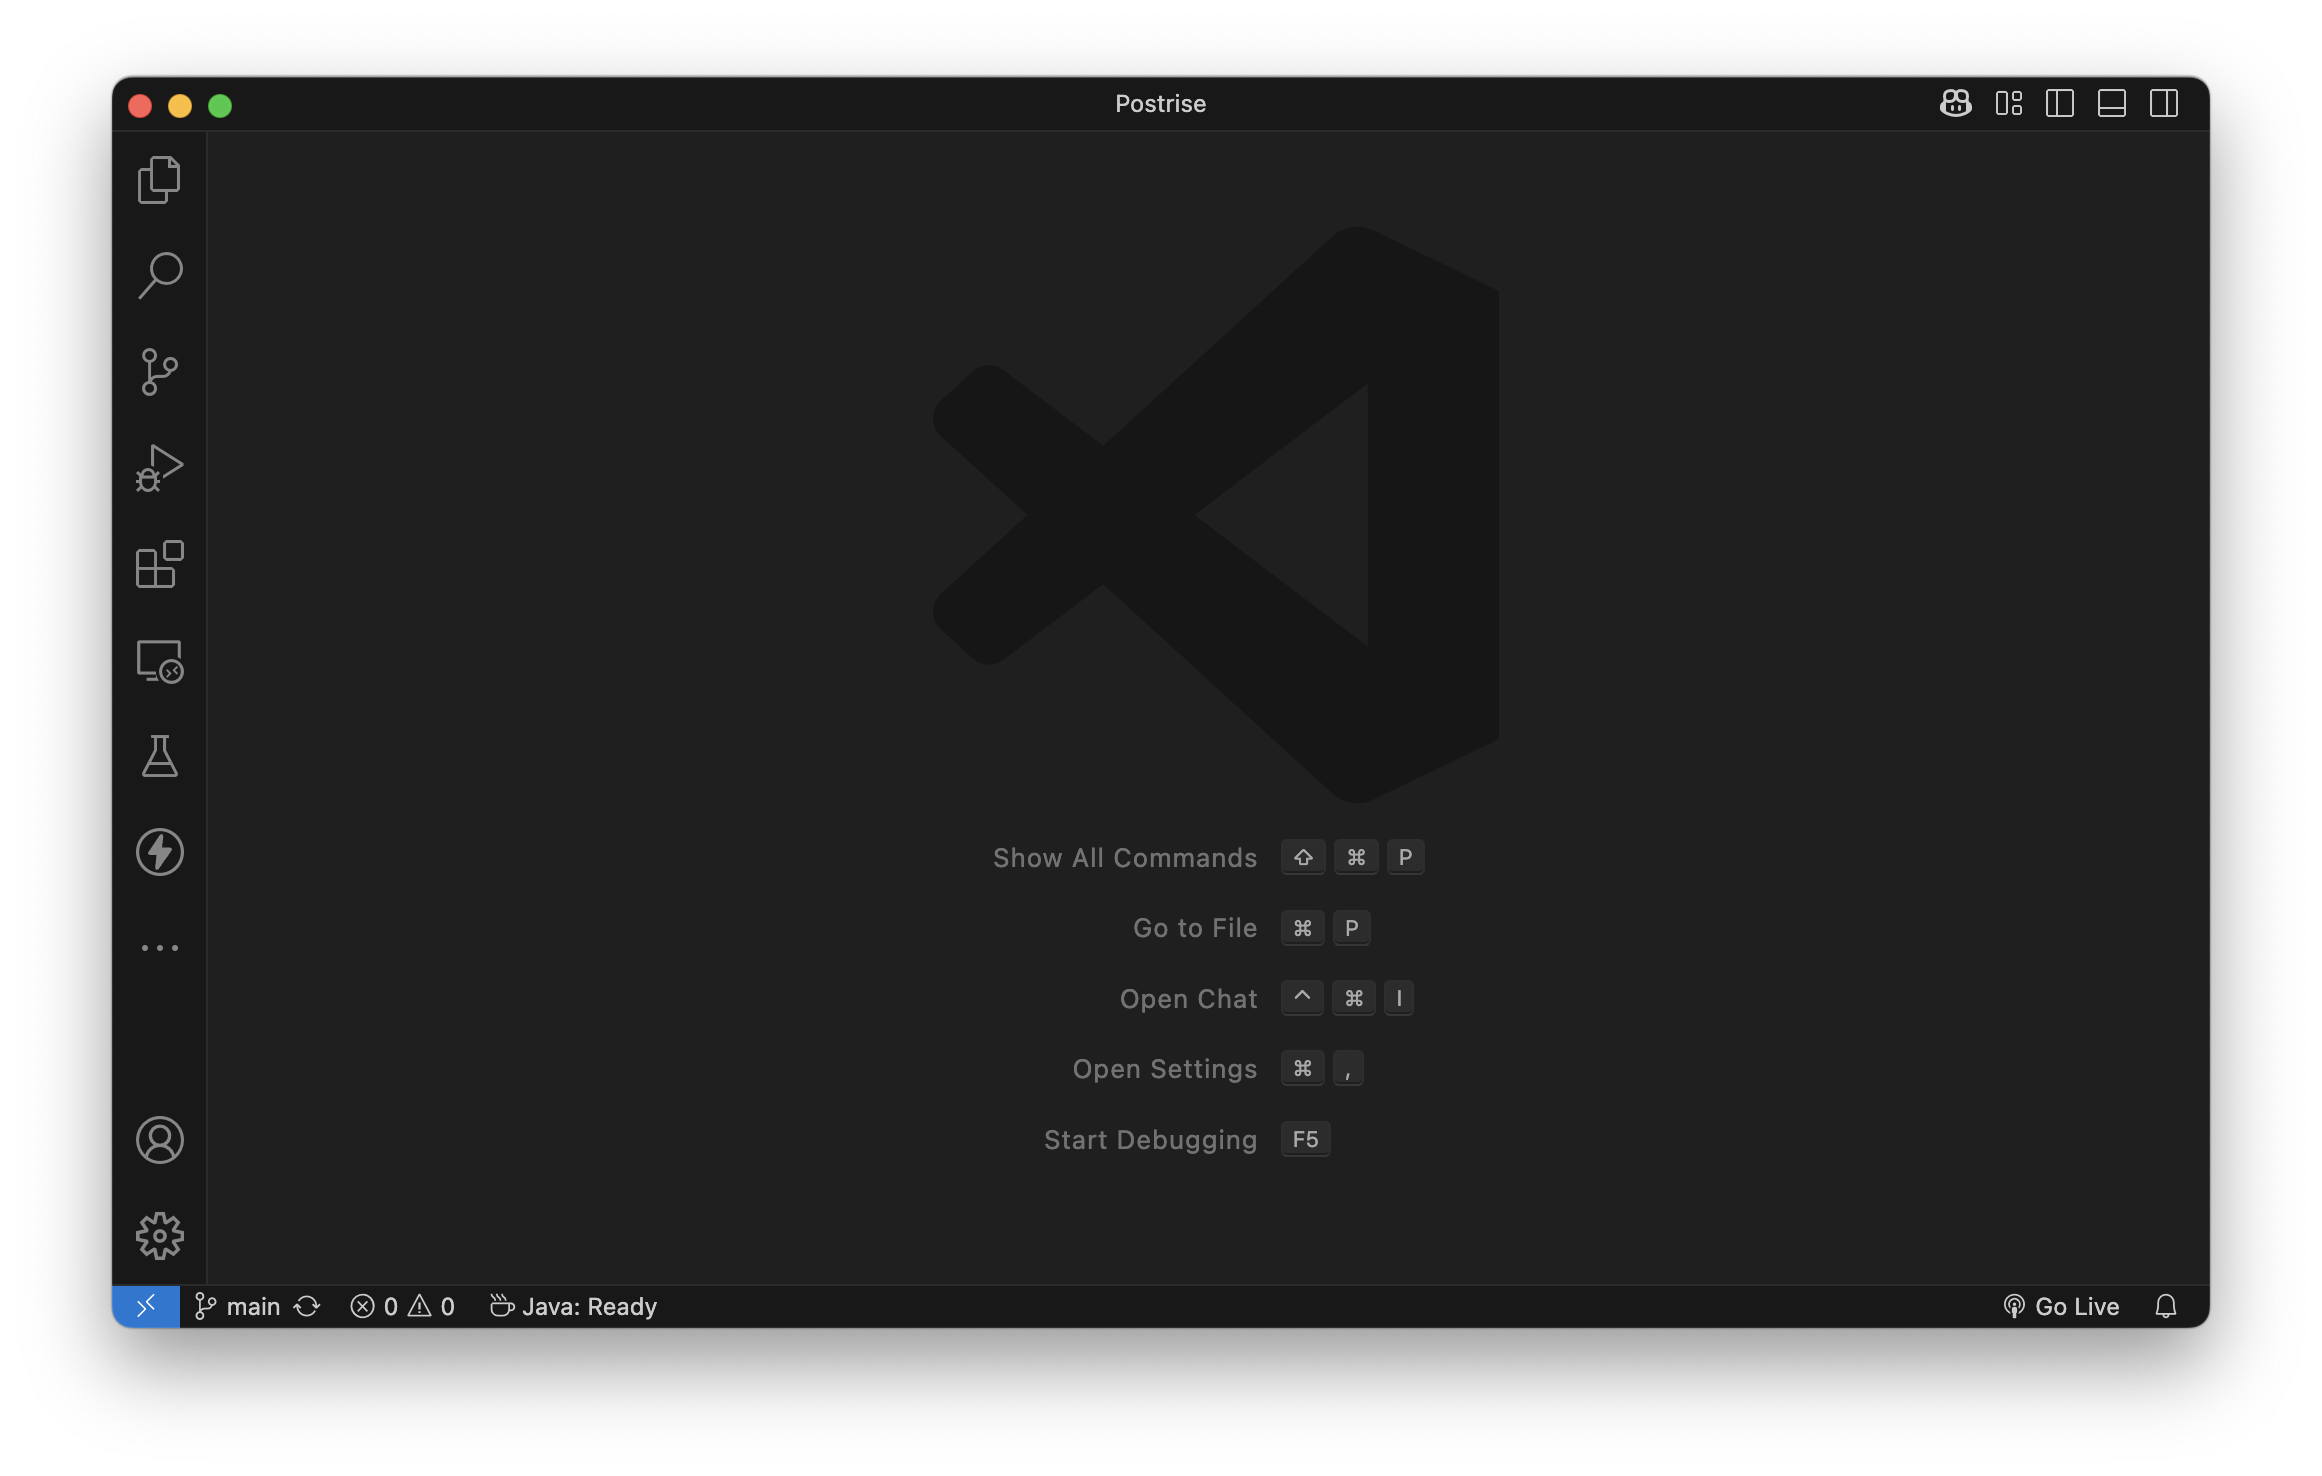 Postrise
Show All Commands ⇧ ⌘ P
Go to File ⌘ P
Open Chat ^ ⌘ I
Open Settings ⌘ ,
Start Debugging F5
main 0 0 Java: Ready Go Live